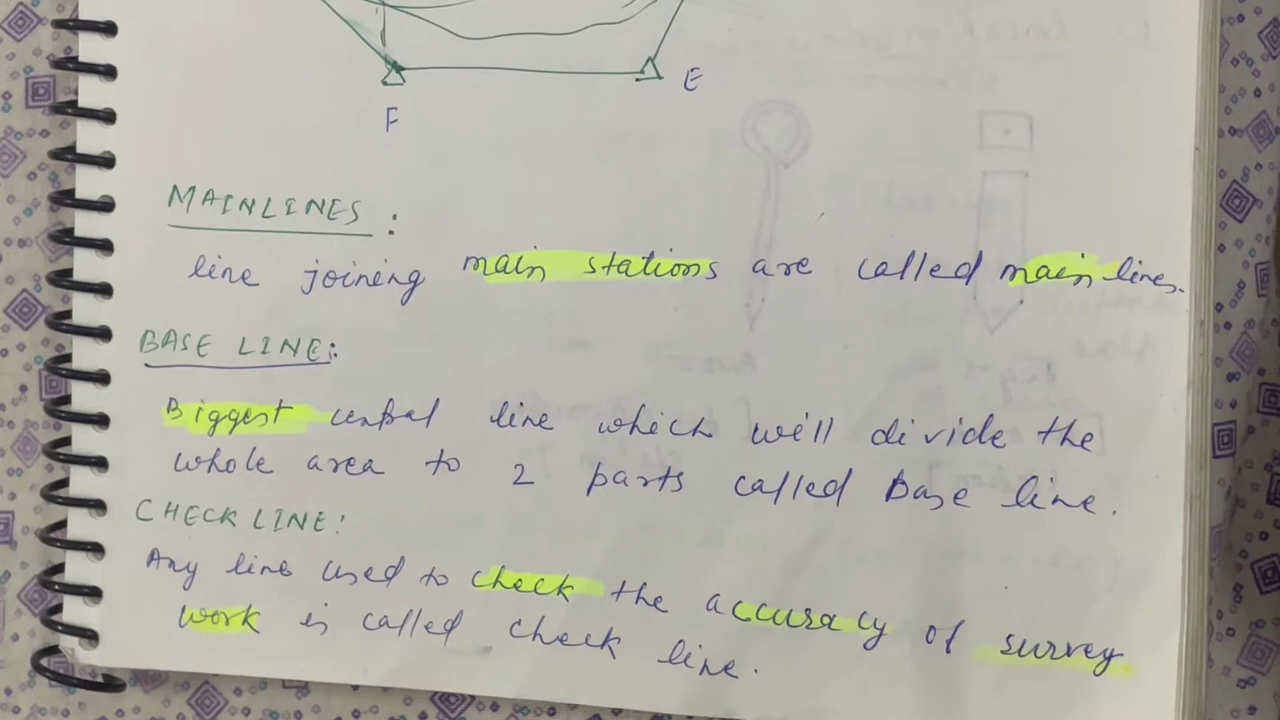 F
E
MAINLINES :
line joining main stations are called main lines.
BASE LINE:
Biggest central line which will divide the
whole area to 2 parts called Base line.
CHECK LINE:
Any line used to check the accuracy of survey
work is called check line.